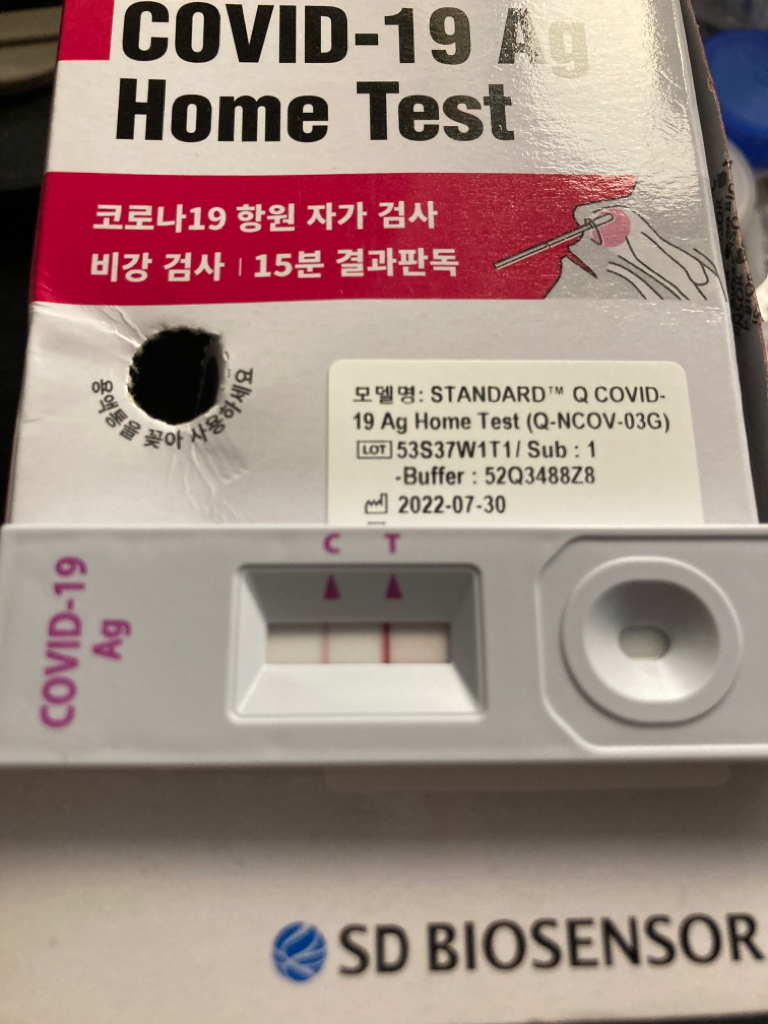 COVID-19 Ag
Home Test
코로나19 항원 자가 검사
비강 검사 | 15분 결과판독
용액통을 꽂아 사용하세요
모델명: STANDARD™ Q COVID-
19 Ag Home Test (Q-NCOV-03G)
LOT 53S37W1T1/ Sub : 1
-Buffer : 52Q3488Z8
2022-07-30
C T
COVID-19
Ag
SD BIOSENSOR